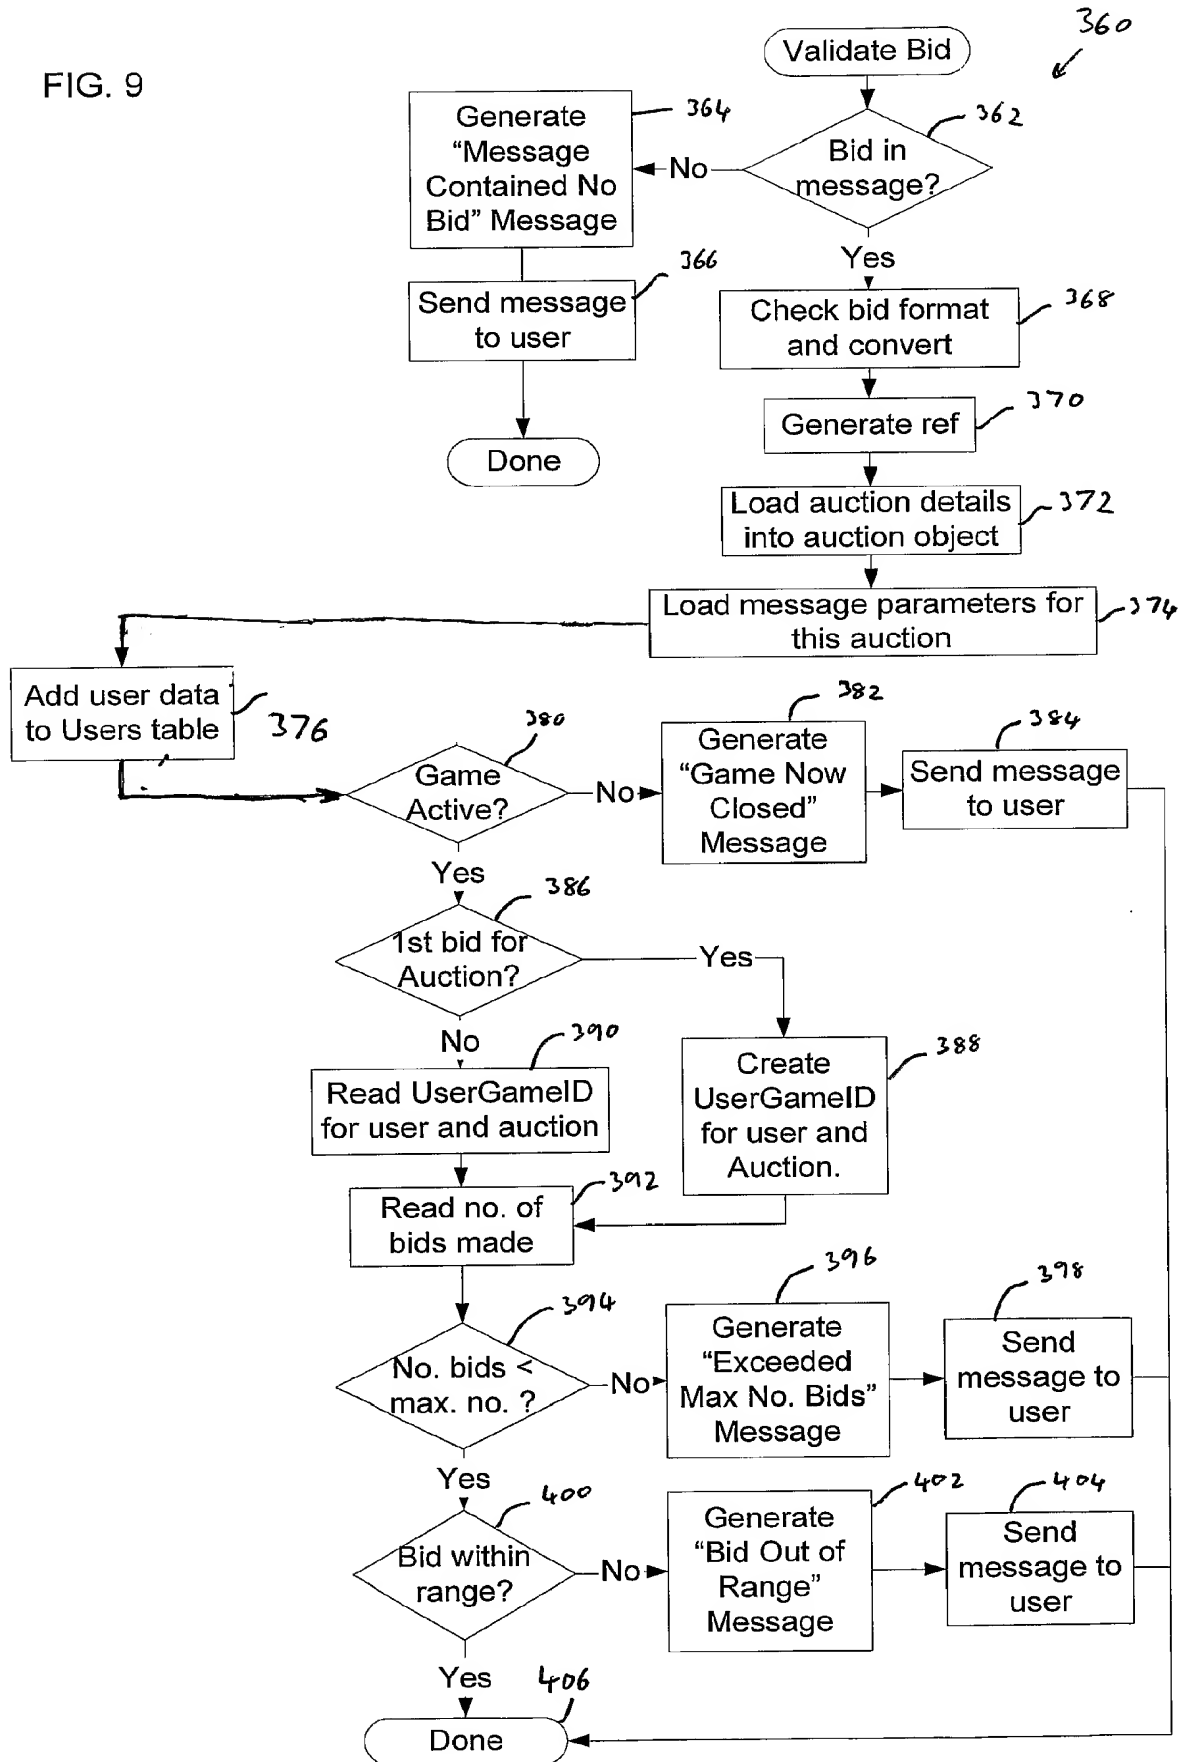 FIG. 9
360
Validate Bid
362
Bid in
message?
No
364
Generate
“Message
Contained No
Bid” Message
366
Send message
to user
Done
Yes
368
Check bid format
and convert
370
Generate ref
372
Load auction details
into auction object
374
Load message parameters for
this auction
Add user data
to Users table
376
380
Game
Active?
No
382
Generate
“Game Now
Closed”
Message
384
Send message
to user
Yes
386
1st bid for
Auction?
Yes
388
Create
UserGameID
for user and
Auction.
No
390
Read UserGameID
for user and auction
392
Read no. of
bids made
394
No. bids <
max. no. ?
No
396
Generate
“Exceeded
Max No. Bids”
Message
398
Send
message to
user
Yes
400
Bid within
range?
No
402
Generate
“Bid Out of
Range”
Message
404
Send
message to
user
Yes
406
Done